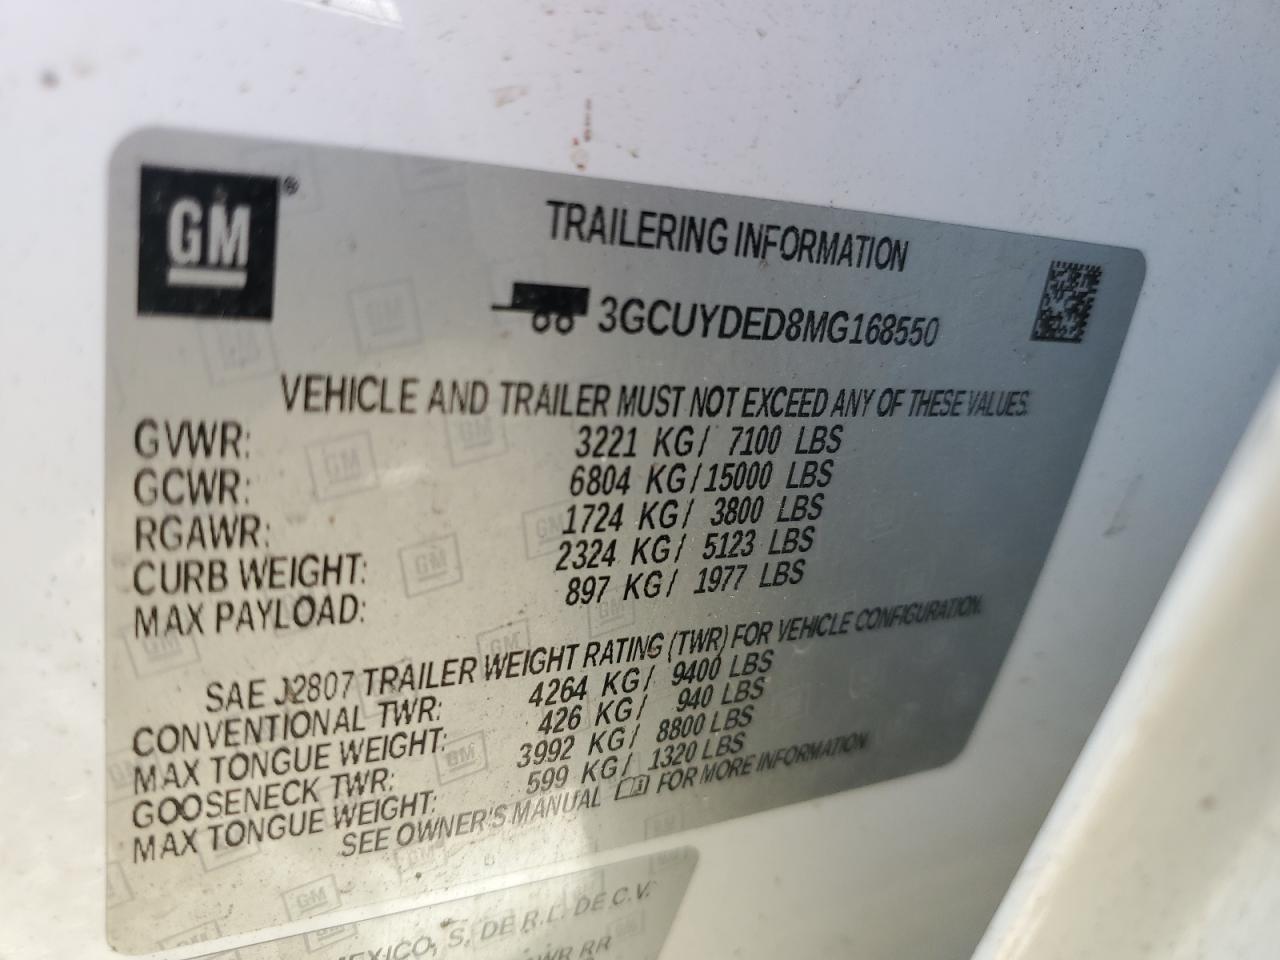 GM®
TRAILERING INFORMATION
3GCUYDED8MG168550
VEHICLE AND TRAILER MUST NOT EXCEED ANY OF THESE VALUES.
GVWR: 3221 KG/ 7100 LBS
GCWR: 6804 KG/15000 LBS
RGAWR: 1724 KG/ 3800 LBS
CURB WEIGHT: 2324 KG/ 5123 LBS
MAX PAYLOAD: 897 KG/ 1977 LBS
SAE J2807 TRAILER WEIGHT RATING (TWR) FOR VEHICLE CONFIGURATION.
CONVENTIONAL TWR: 4264 KG/ 9400 LBS
MAX TONGUE WEIGHT: 426 KG/ 940 LBS
GOOSENECK TWR: 3992 KG/ 8800 LBS
MAX TONGUE WEIGHT: 599 KG/ 1320 LBS
SEE OWNER'S MANUAL FOR MORE INFORMATION
MEXICO, S, DE R.L. DE C.V.
RR